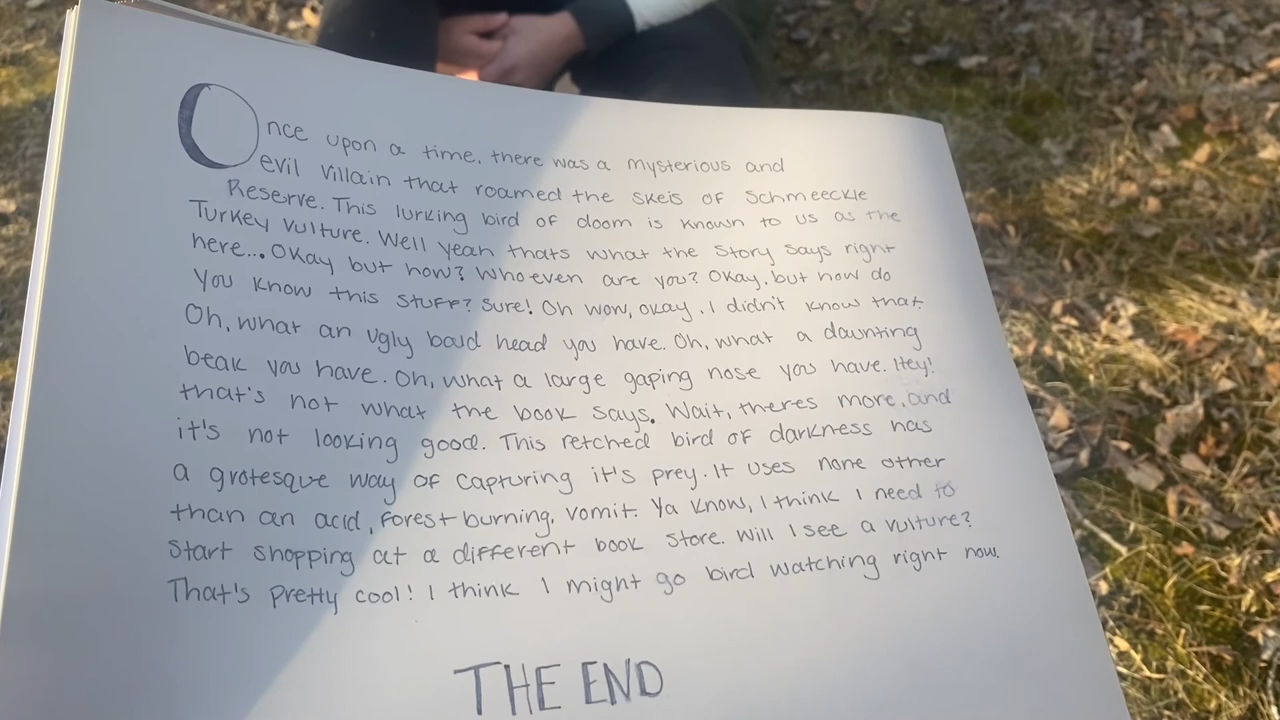 Once upon a time, there was a mysterious and
evil villain that roamed the skeis of Schmeeckle
Reserve. This lurking bird of doom is known to us as the
Turkey vulture. Well yeah thats what the story says right
here... Okay but how? Who even are you? Okay, but how do
you know this stuff? Sure! Oh wow, okay. I didn't know that.
Oh, what an ugly bald head you have. Oh, what a daunting
beak you have. Oh, what a large gaping nose you have. Hey!
that's not what the book says. Wait, theres more, and
it's not looking good. This retched bird of darkness has
a grotesque way of capturing it's prey. It uses none other
than an acid, forest burning, vomit. Ya know, I think I need to
start shopping at a different book store. Will I see a vulture?
That's pretty cool! I think I might go bird watching right now.
THE END